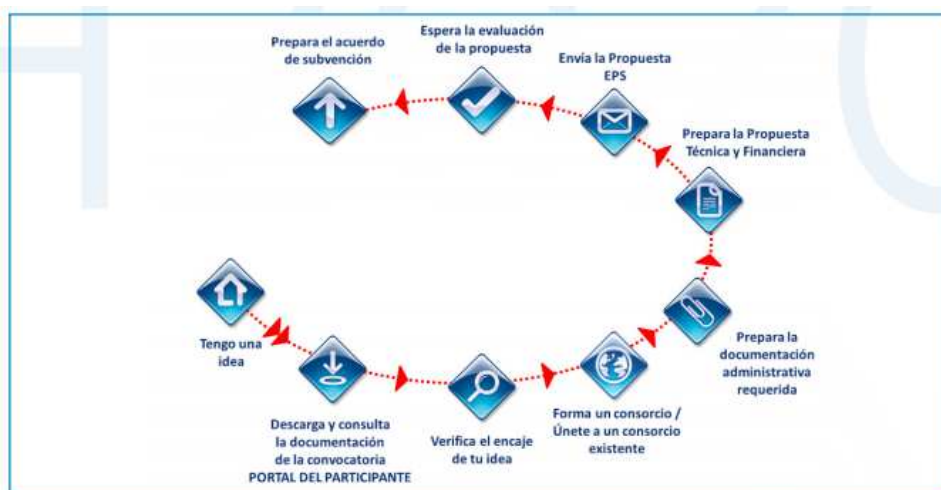 Prepara el acuerdo
de subvención
Espera la evaluación
de la propuesta
Envía la Propuesta
EPS
Prepara la Propuesta
Técnica y Financiera
Tengo una
idea
Descarga y consulta
la documentación
de la convocatoria
PORTAL DEL PARTICIPANTE
Verifica el encaje
de tu idea
Forma un consorcio /
Únete a un consorcio
existente
Prepara la
documentación
administrativa
requerida